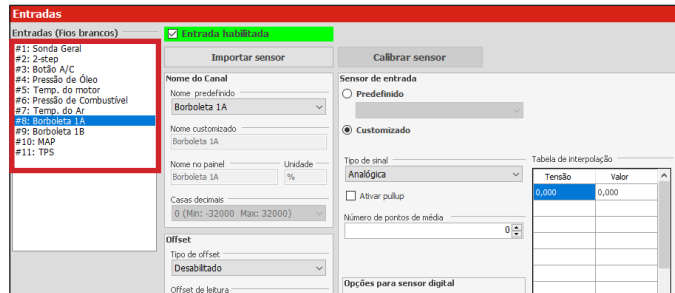 Entradas
Entradas (Fios brancos)
#1: Sonda Geral
#2: 2-step
#3: Botão A/C
#4: Pressão de Óleo
#5: Temp. do motor
#6: Pressão de Combustível
#7: Temp. do Ar
#8: Borboleta 1A
#9: Borboleta 1B
#10: MAP
#11: TPS
Entrada habilitada
Importar sensor
Calibrar sensor
Nome do Canal
Nome predefinido
Borboleta 1A
Nome customizado
Borboleta 1A
Nome no painel Unidade
Borboleta 1A %
Casas decimais
0 (Min: -32000 Max: 32000)
Offset
Tipo de offset
Desabilitado
Offset de leitura
Sensor de entrada
Predefinido
Customizado
Tipo de sinal
Analógica
Ativar pullup
Número de pontos de média
0
Opções para sensor digital
Tabela de interpolação
Tensão Valor
0,000 0,000